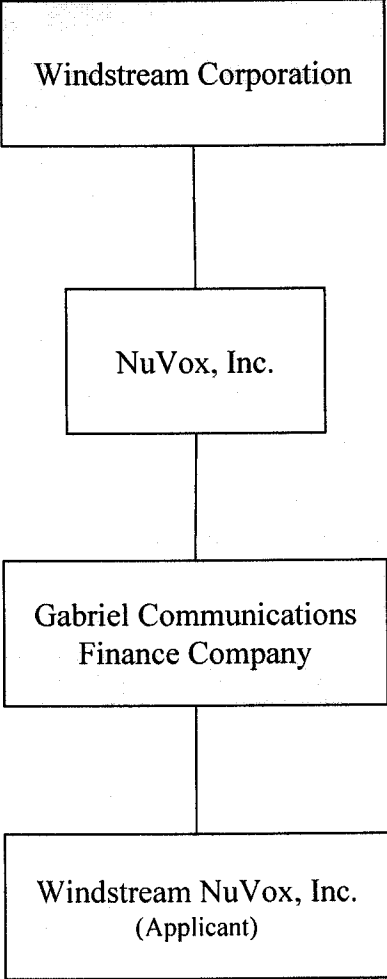 Windstream Corporation
NuVox, Inc.
Gabriel Communications
Finance Company
Windstream NuVox, Inc.
(Applicant)